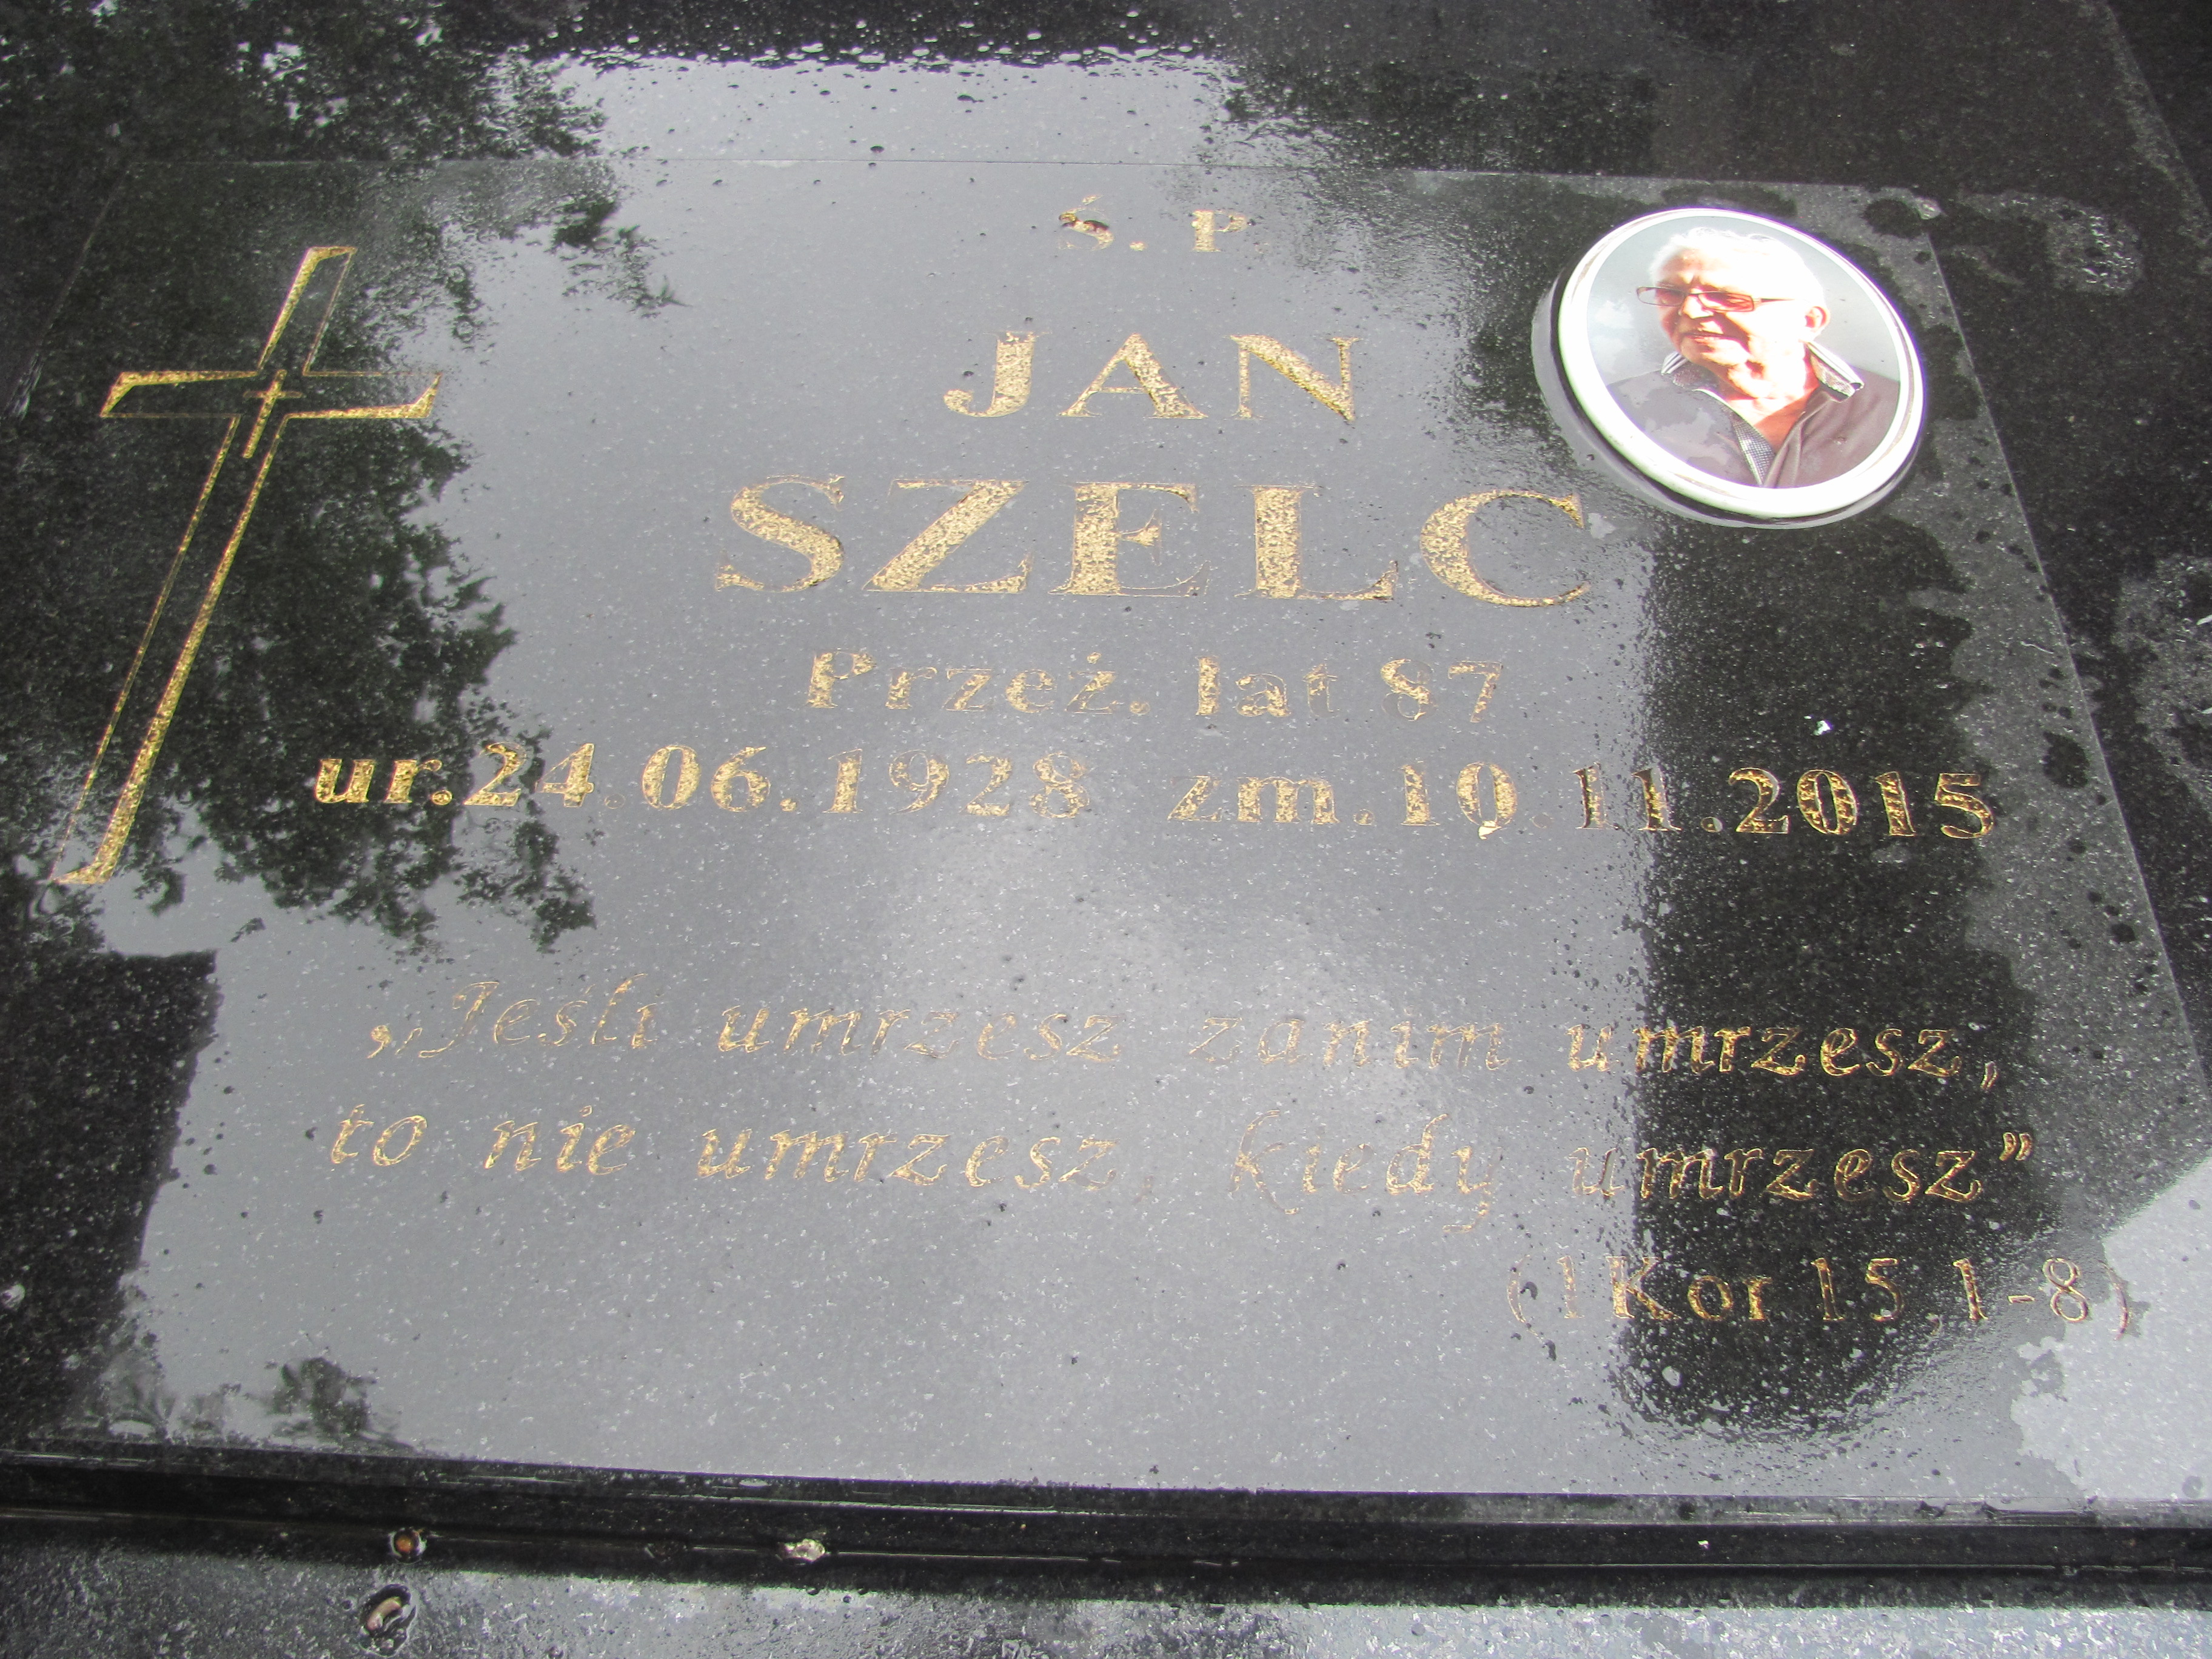 Ś. P.
JAN
SZELC
Przeż. lat 87
ur. 24.06.1928 zm. 10.11.2015
„Jeśli umrzesz zanim umrzesz,
to nie umrzesz, kiedy umrzesz”
(1 Kor 15,1-8)